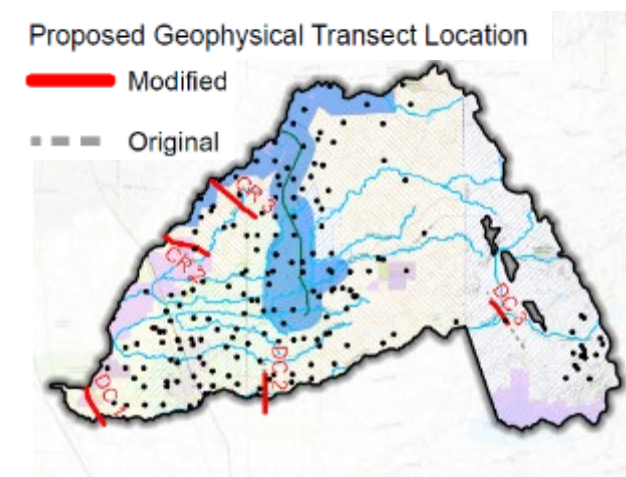 Proposed Geophysical Transect Location
Modified
Original
CR 3
CR 2
DC 3
DC 2
DC 1